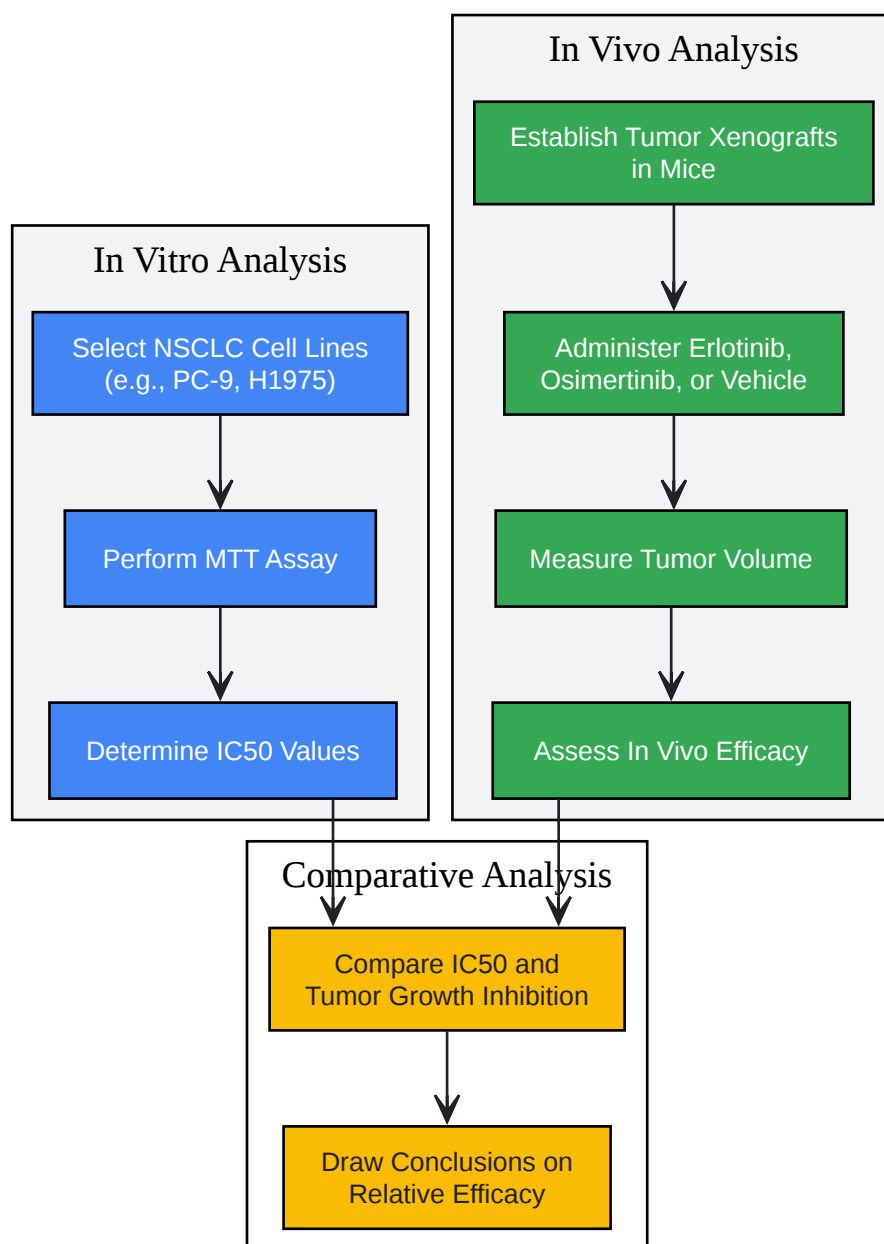 In Vitro Analysis
Select NSCLC Cell Lines
(e.g., PC-9, H1975)
Perform MTT Assay
Determine IC50 Values
In Vivo Analysis
Establish Tumor Xenografts
in Mice
Administer Erlotinib,
Osimertinib, or Vehicle
Measure Tumor Volume
Assess In Vivo Efficacy
Comparative Analysis
Compare IC50 and
Tumor Growth Inhibition
Draw Conclusions on
Relative Efficacy